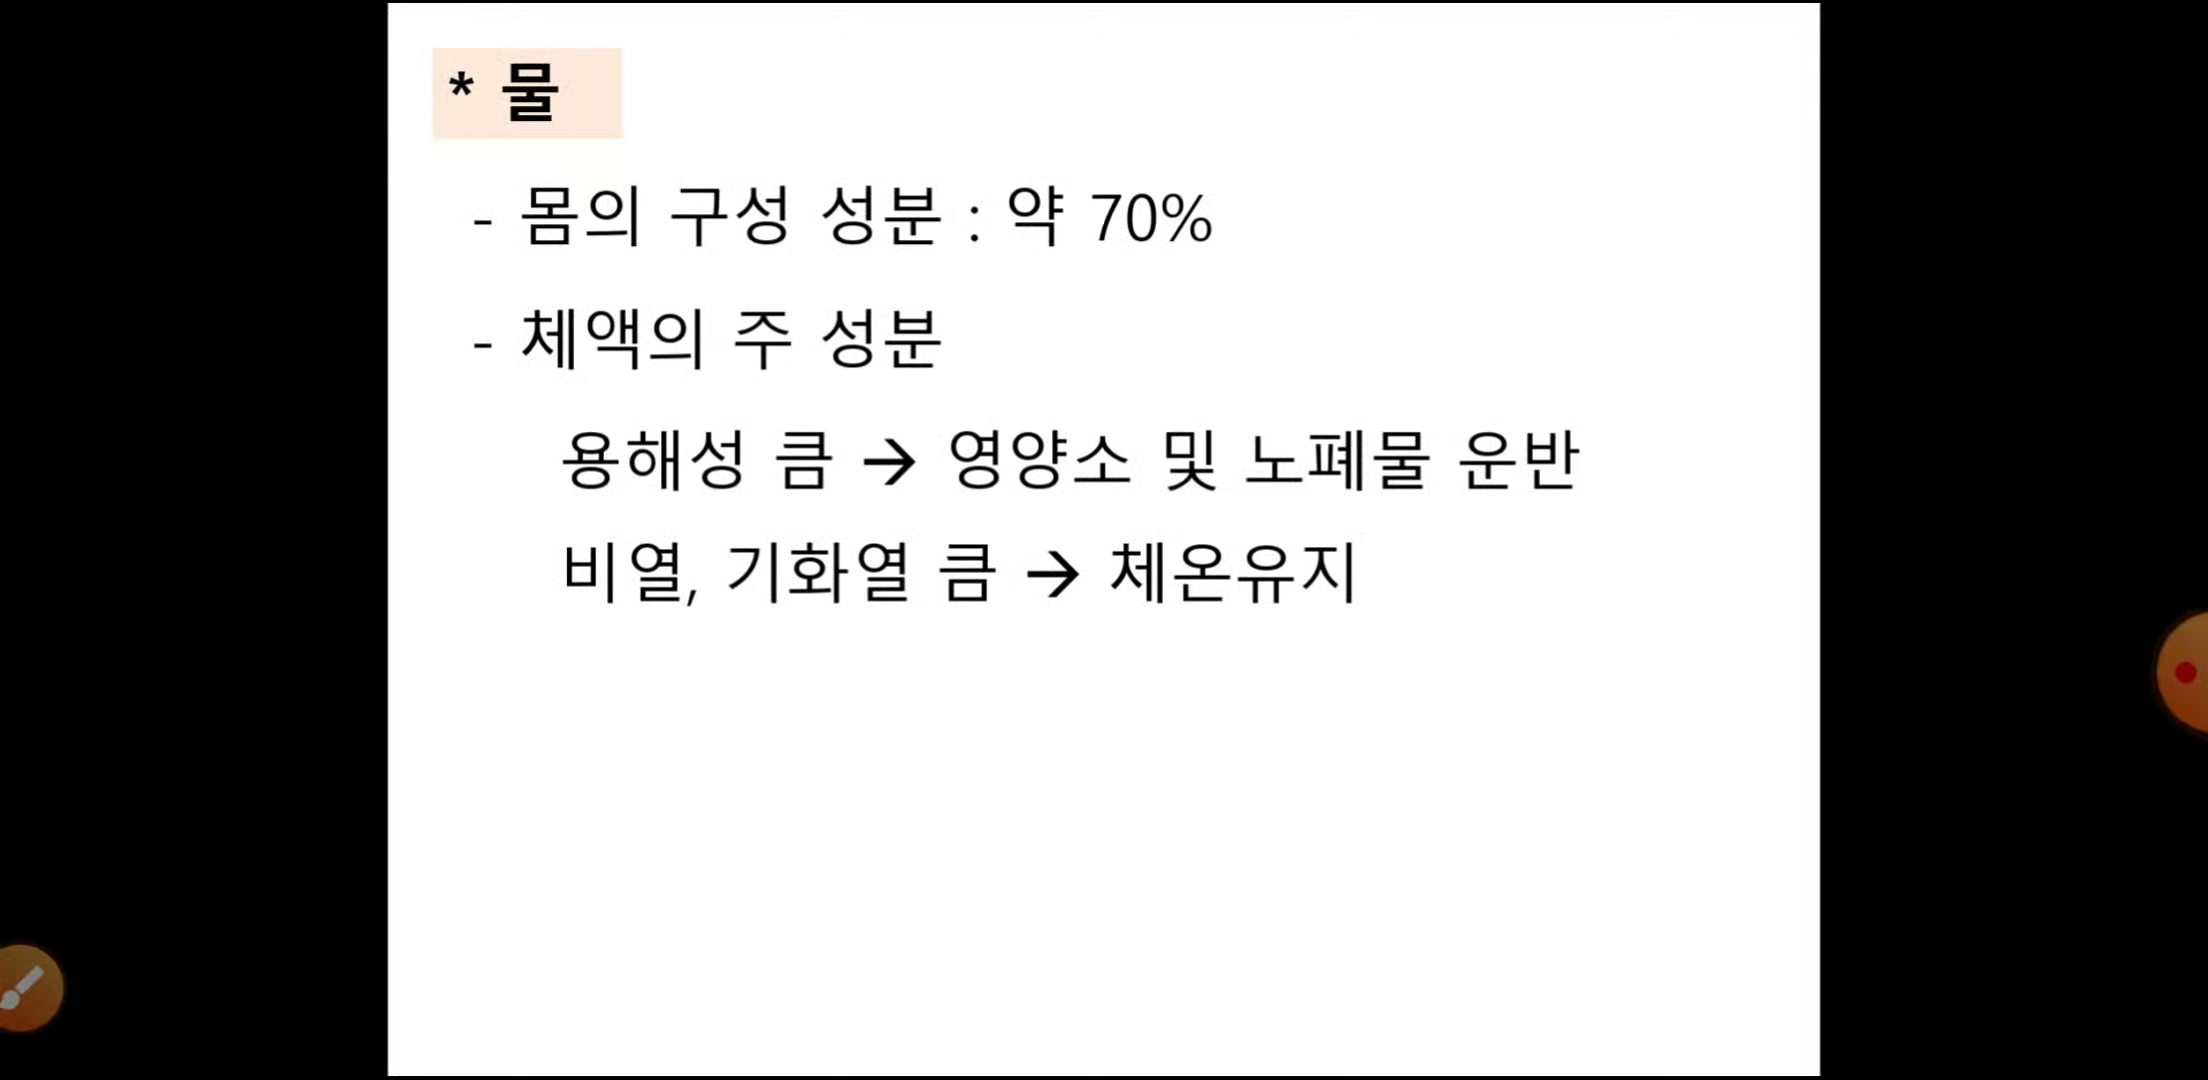 * 물
- 몸의 구성 성분 : 약 70%
- 체액의 주 성분
용해성 큼 → 영양소 및 노폐물 운반
비열, 기화열 큼 → 체온유지